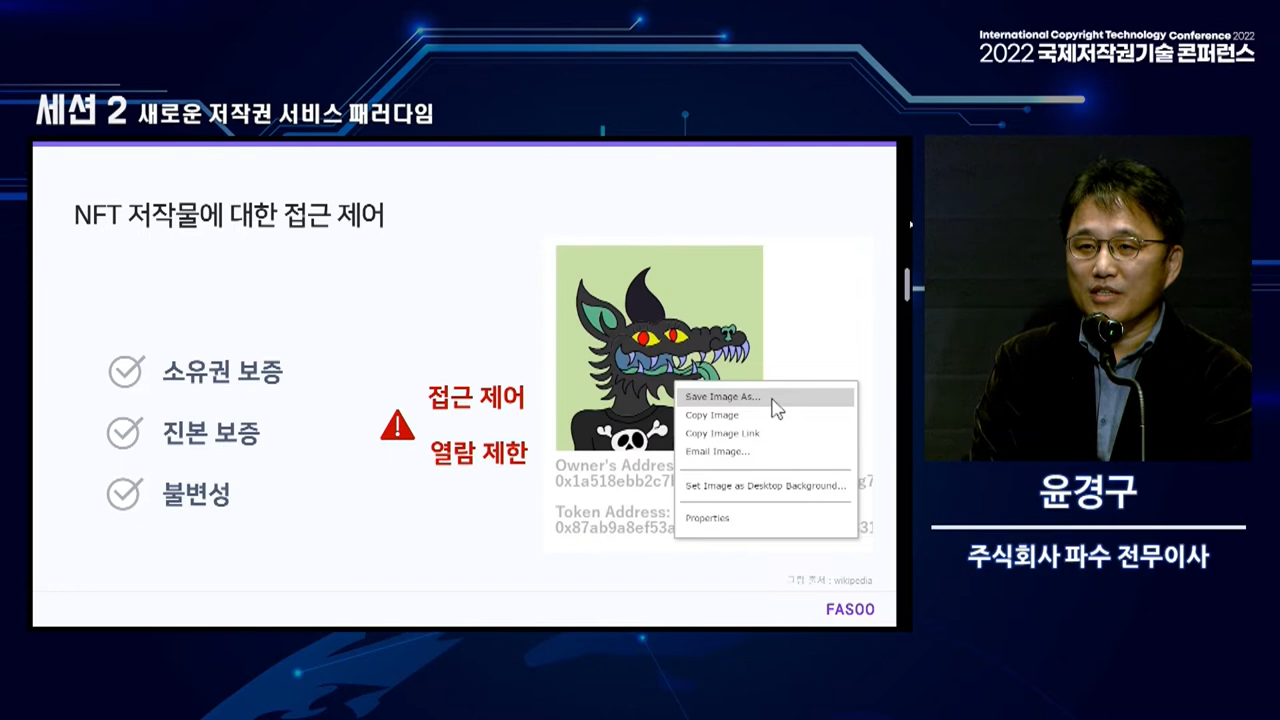 International Copyright Technology Conference 2022
2022 국제저작권기술 콘퍼런스
세션 2 새로운 저작권 서비스 패러다임
NFT 저작물에 대한 접근 제어
소유권 보증
진본 보증
불변성
접근 제어
열람 제한
Save Image As...
Copy Image
Copy Image Link
Email Image...
Set Image as Desktop Background...
Properties
Owner's Addres
0x1a518ebb2c7
Token Address:
0x87ab9a8ef53a
그림 출처 : wikipedia
FASOO
윤경구
주식회사 파수 전무이사